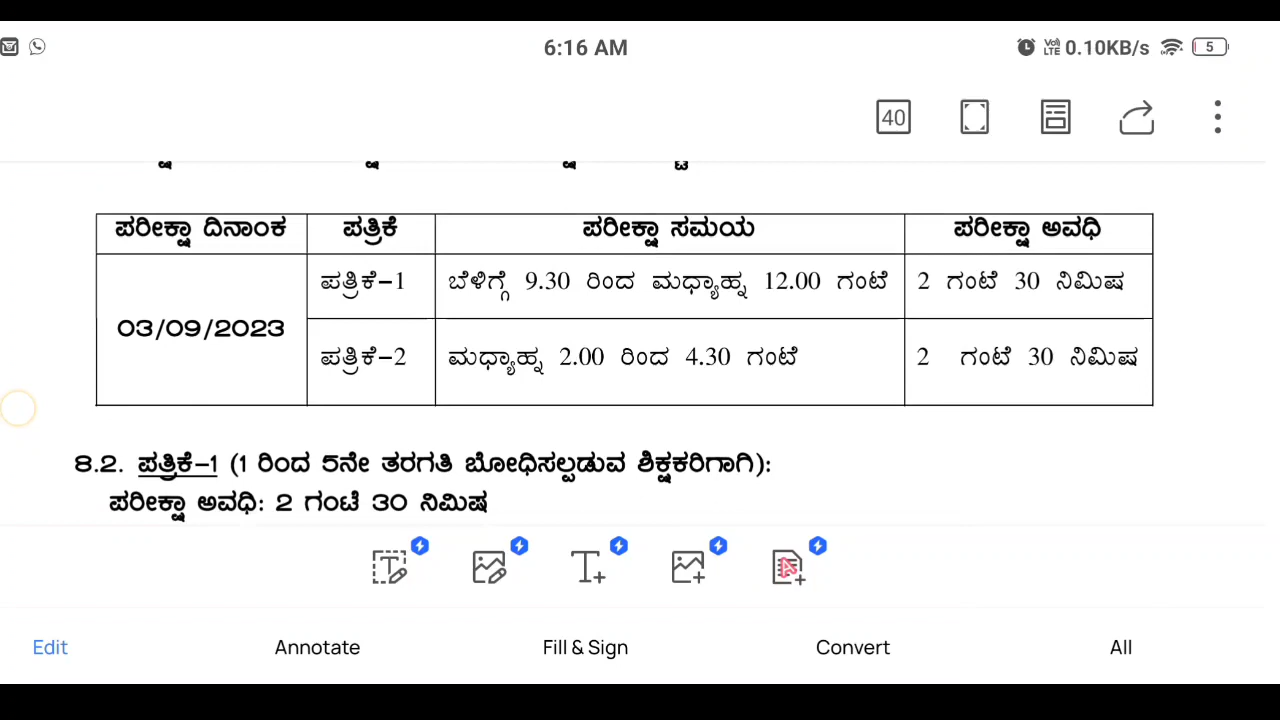 6:16 AM
Vo) LTE 0.10KB/s 5
40
ಪರೀಕ್ಷಾ ದಿನಾಂಕ ಪತ್ರಿಕೆ ಪರೀಕ್ಷಾ ಸಮಯ ಪರೀಕ್ಷಾ ಅವಧಿ
ಪತ್ರಿಕೆ-1 ಬೆಳಿಗ್ಗೆ 9.30 ರಿಂದ ಮಧ್ಯಾಹ್ನ 12.00 ಗಂಟೆ 2 ಗಂಟೆ 30 ನಿಮಿಷ
03/09/2023
ಪತ್ರಿಕೆ-2 ಮಧ್ಯಾಹ್ನ 2.00 ರಿಂದ 4.30 ಗಂಟೆ 2 ಗಂಟೆ 30 ನಿಮಿಷ
8.2. ಪತ್ರಿಕೆ-1 (1 ರಿಂದ 5ನೇ ತರಗತಿ ಬೋಧಿಸಲ್ಪಡುವ ಶಿಕ್ಷಕರಿಗಾಗಿ):
ಪರೀಕ್ಷಾ ಅವಧಿ: 2 ಗಂಟೆ 30 ನಿಮಿಷ
Edit Annotate Fill & Sign Convert All